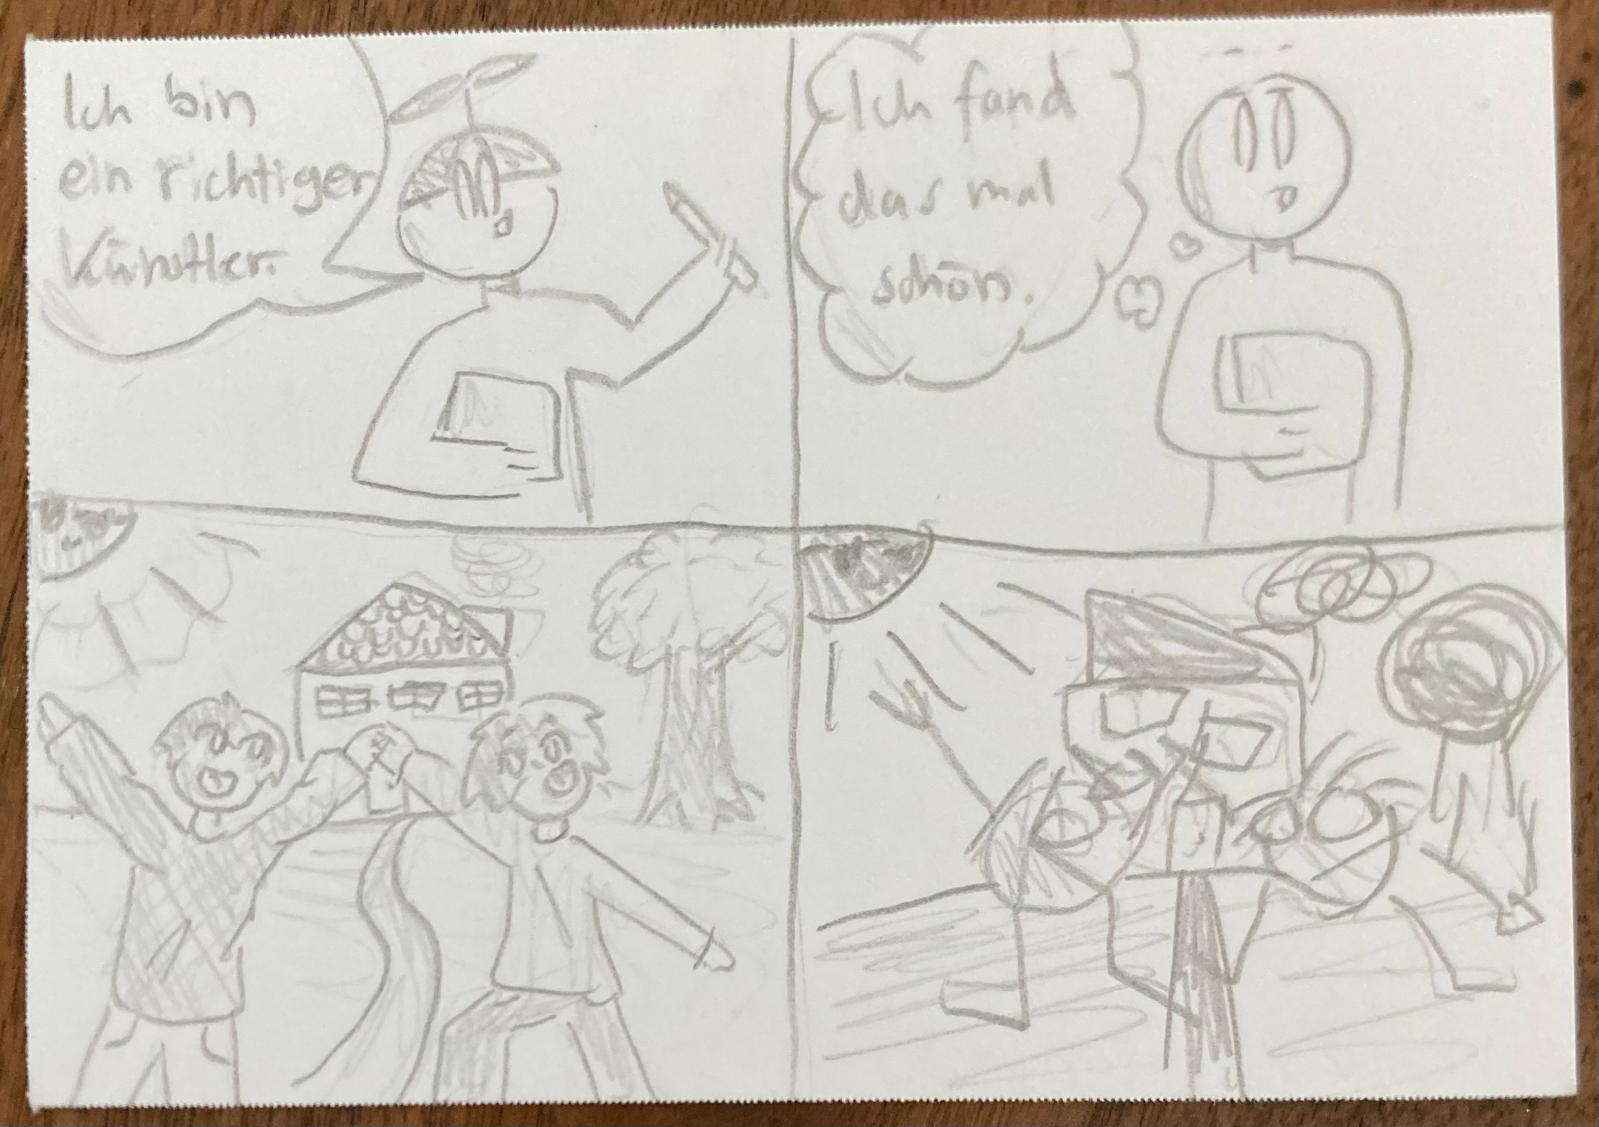 Ich bin
ein richtiger
Künstler.
Ich fand
das mal
schön.